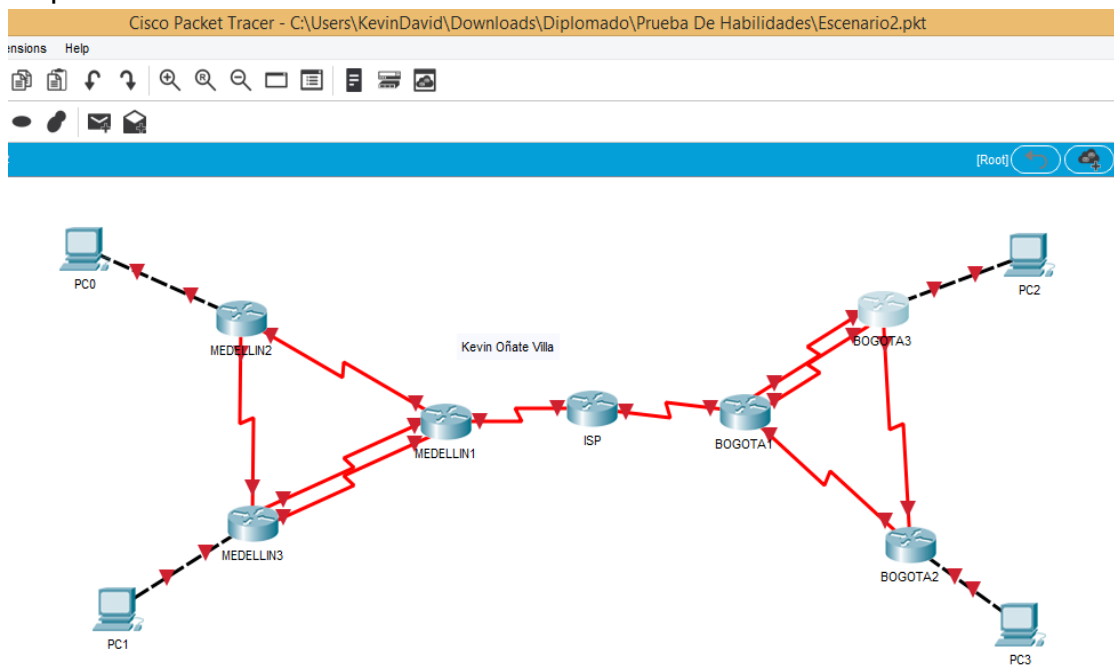 Cisco Packet Tracer - C:\Users\KevinDavid\Downloads\Diplomado\Prueba De Habilidades\Escenario2.pkt
ensions Help
[Root]
PC0
PC2
MEDELLIN2
BOGOTA3
Kevin Oñate Villa
MEDELLIN1
ISP
BOGOTA1
MEDELLIN3
BOGOTA2
PC1
PC3